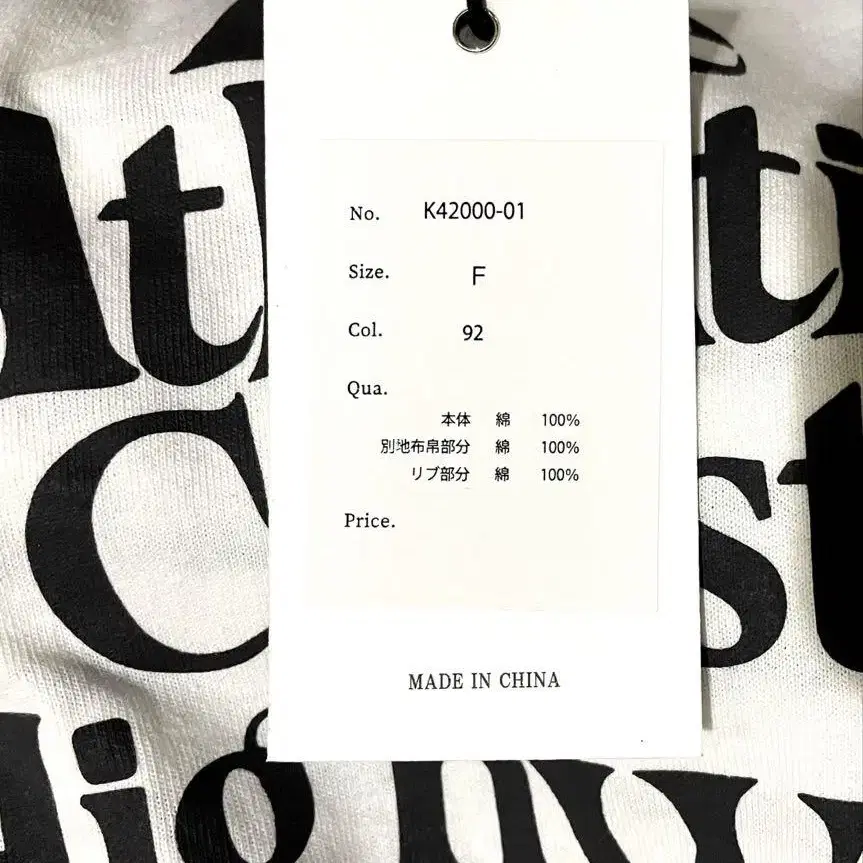 No. K42000-01
Size. F
Col. 92
Qua.
本体 綿 100%
別地布帛部分 綿 100%
リブ部分 綿 100%
Price.
MADE IN CHINA